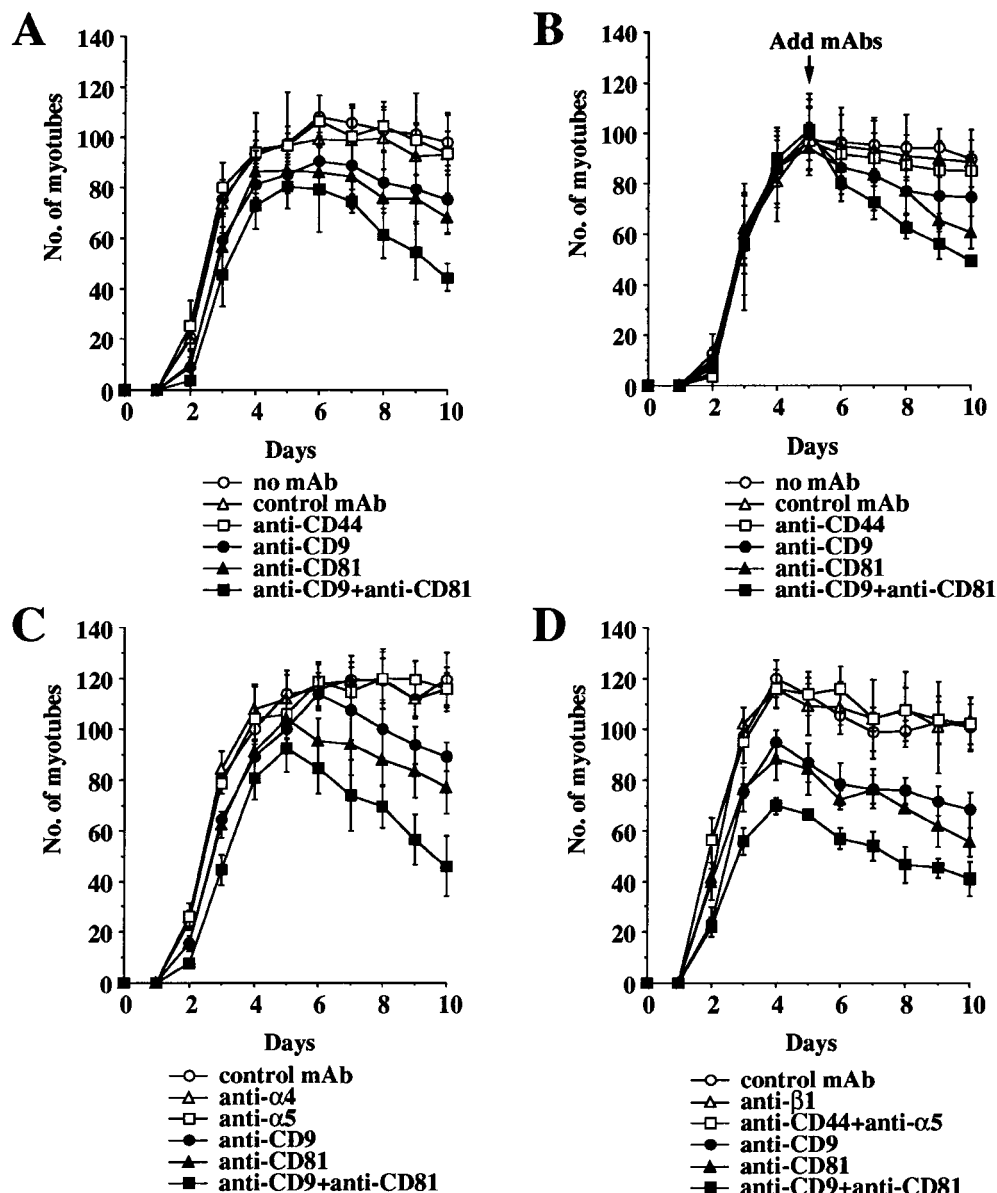 A
140
120
100
80
60
40
20
0
No. of myotubes
0 2 4 6 8 10
Days
no mAb
control mAb
anti-CD44
anti-CD9
anti-CD81
anti-CD9+anti-CD81
B
Add mAbs
140
120
100
80
60
40
20
0
No. of myotubes
0 2 4 6 8 10
Days
no mAb
control mAb
anti-CD44
anti-CD9
anti-CD81
anti-CD9+anti-CD81
C
140
120
100
80
60
40
20
0
No. of myotubes
0 2 4 6 8 10
Days
control mAb
anti-α4
anti-α5
anti-CD9
anti-CD81
anti-CD9+anti-CD81
D
140
120
100
80
60
40
20
0
No. of myotubes
0 2 4 6 8 10
Days
control mAb
anti-β1
anti-CD44+anti-α5
anti-CD9
anti-CD81
anti-CD9+anti-CD81